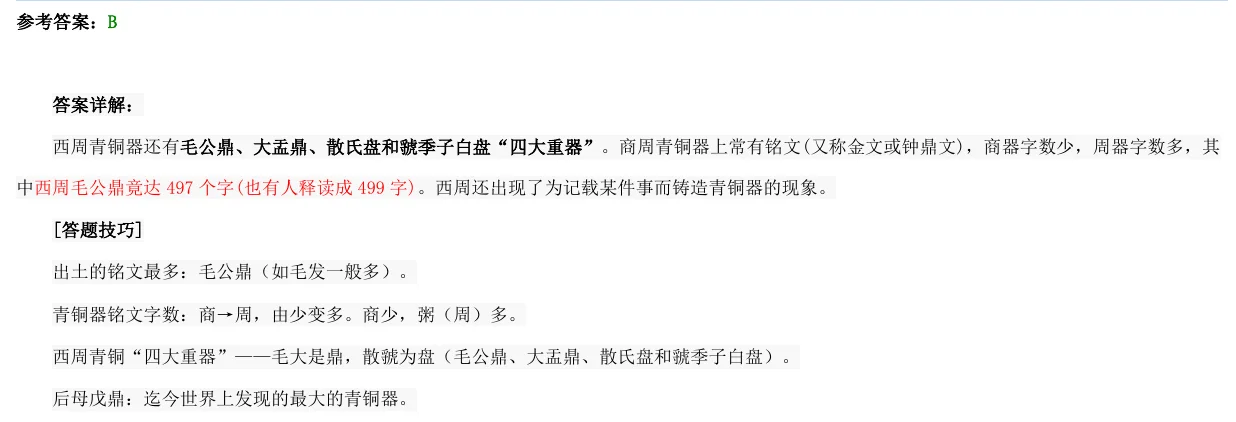 参考答案：B
答案详解：
西周青铜器还有毛公鼎、大盂鼎、散氏盘和虢季子白盘“四大重器”。商周青铜器上常有铭文(又称金文或钟鼎文)，商器字数少，周器字数多，其
中西周毛公鼎竟达 497 个字(也有人释读成 499 字)。西周还出现了为记载某件事而铸造青铜器的现象。
[答题技巧]
出土的铭文最多：毛公鼎（如毛发一般多）。
青铜器铭文字数：商→周，由少变多。商少，粥（周）多。
西周青铜“四大重器”——毛大是鼎，散虢为盘（毛公鼎、大盂鼎、散氏盘和虢季子白盘）。
后母戊鼎：迄今世界上发现的最大的青铜器。